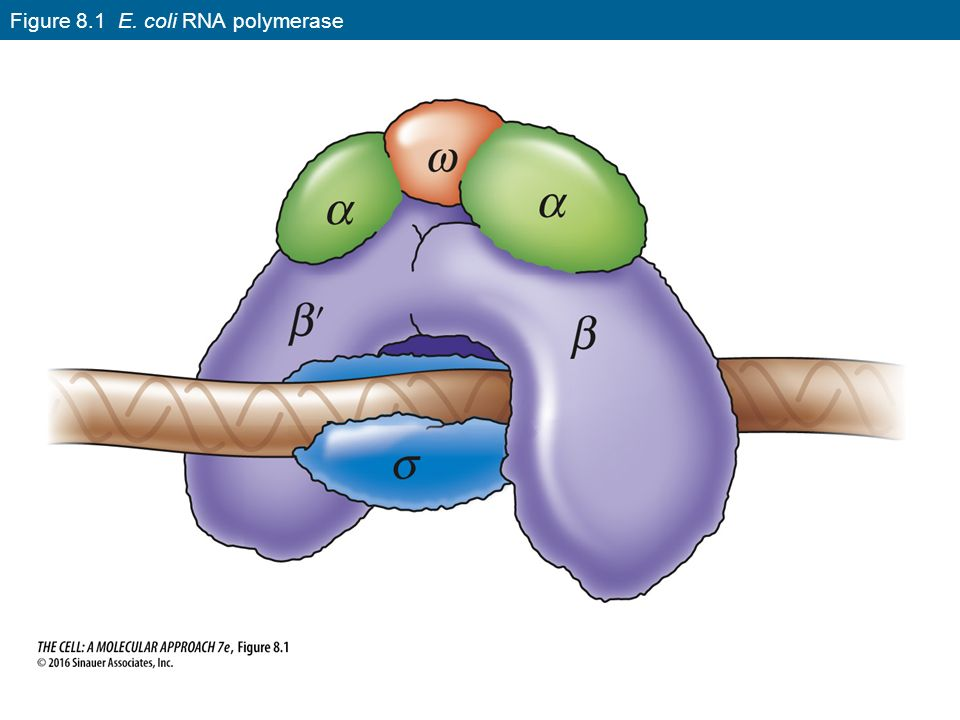 Figure 8.1 E. coli RNA polymerase
ω
α
α
β′
β
σ
THE CELL: A MOLECULAR APPROACH 7e, Figure 8.1
© 2016 Sinauer Associates, Inc.